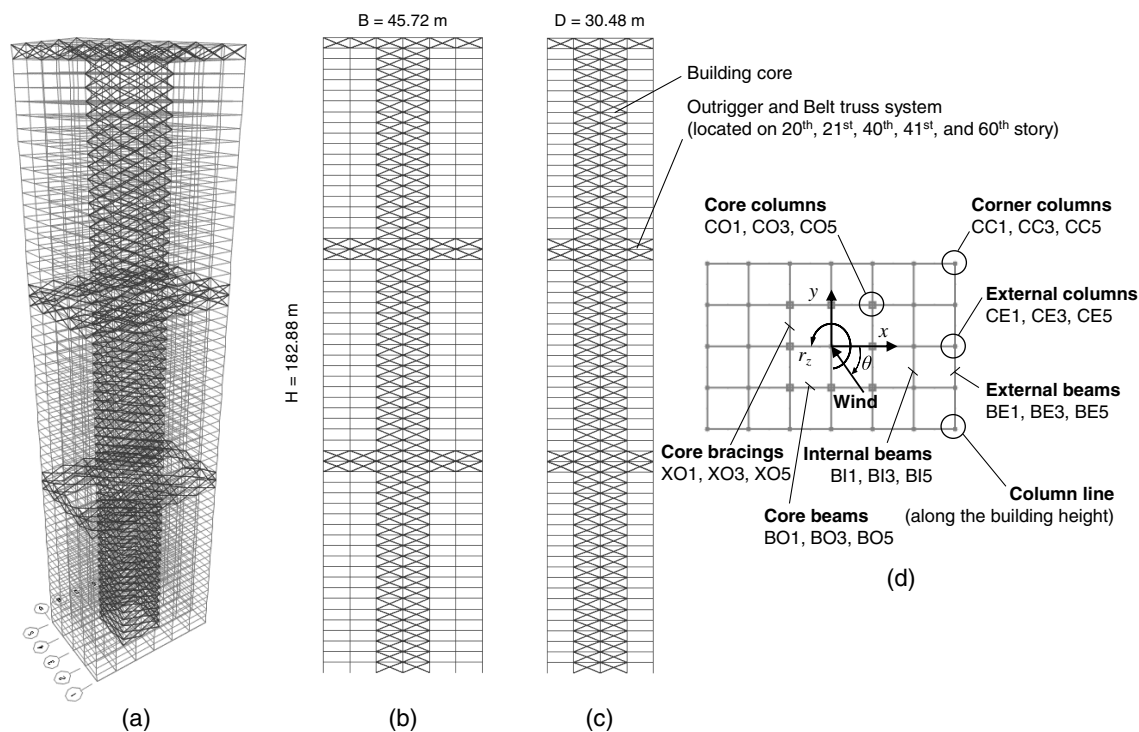 B = 45.72 m
D = 30.48 m
H = 182.88 m
Building core
Outrigger and Belt truss system
(located on 20th, 21st, 40th, 41st, and 60th story)
Core columns
CO1, CO3, CO5
Corner columns
CC1, CC3, CC5
External columns
CE1, CE3, CE5
y
x
rz
θ
Wind
External beams
BE1, BE3, BE5
Core bracings
XO1, XO3, XO5
Internal beams
BI1, BI3, BI5
Core beams
BO1, BO3, BO5
Column line
(along the building height)
(a)
(b)
(c)
(d)